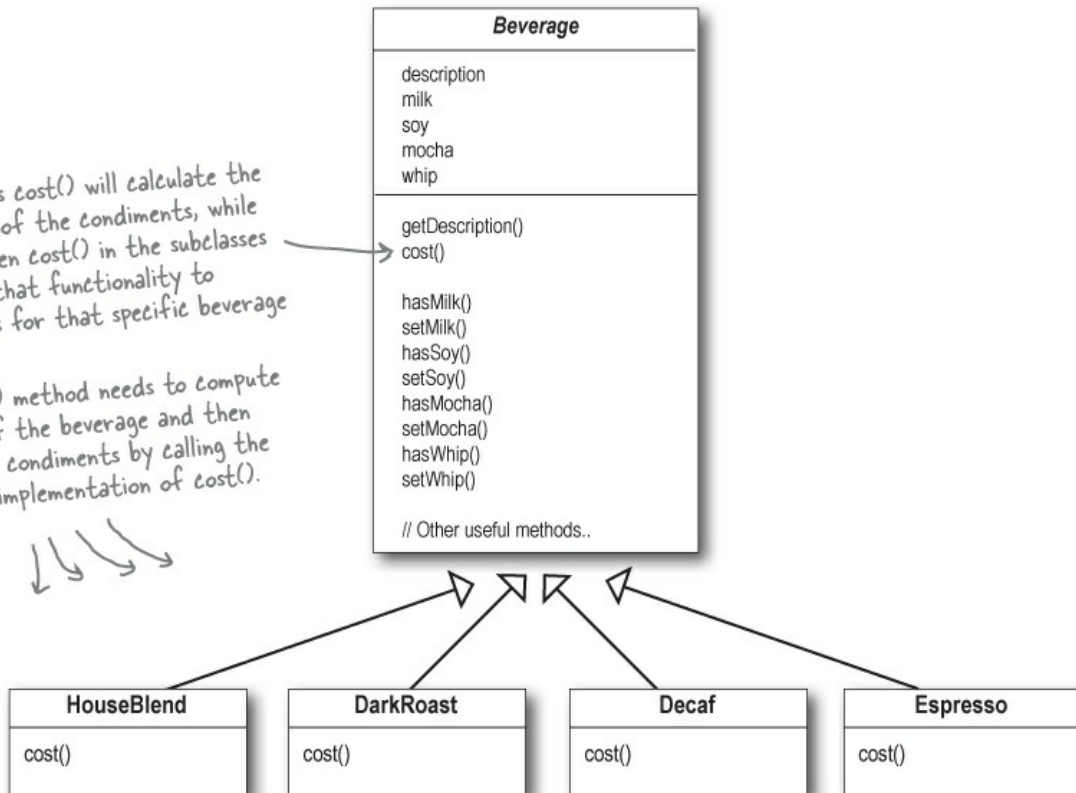 Beverage
description
milk
soy
mocha
whip
getDescription()
cost()
hasMilk()
setMilk()
hasSoy()
setSoy()
hasMocha()
setMocha()
hasWhip()
setWhip()
// Other useful methods..
s cost() will calculate the
of the condiments, while
en cost() in the subclasses
that functionality to
s for that specific beverage
) method needs to compute
f the beverage and then
condiments by calling the
implementation of cost().
HouseBlend
cost()
DarkRoast
cost()
Decaf
cost()
Espresso
cost()